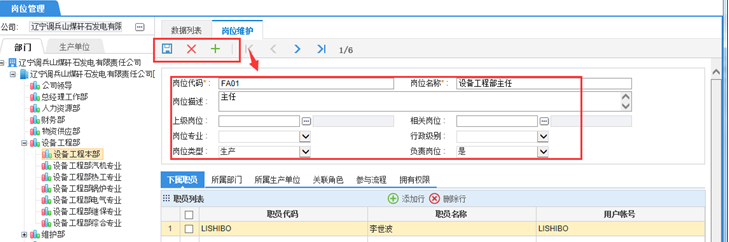 岗位管理
公司: 辽宁调兵山煤矸石发电有限
部门 生产单位
辽宁调兵山煤矸石发电有限责任公司
辽宁调兵山煤矸石发电有限责任公司[
公司领导
总经理工作部
人力资源部
财务部
物资供应部
设备工程部
设备工程本部
设备工程部汽机专业
设备工程部热工专业
设备工程部锅炉专业
设备工程部电气专业
设备工程部继保专业
设备工程部综合专业
维护部
数据列表 岗位维护
1/6
岗位代码*: FA01 岗位名称*: 设备工程部主任
岗位描述: 主任
上级岗位: 相关岗位:
岗位专业: 行政级别:
岗位类型: 生产 负责岗位: 是
下属职员 所属部门 所属生产单位 关联角色 参与流程 拥有权限
职员列表 添加行 删除行
职员代码 职员名称 用户帐号
1 LISHIBO 李世波 LISHIBO